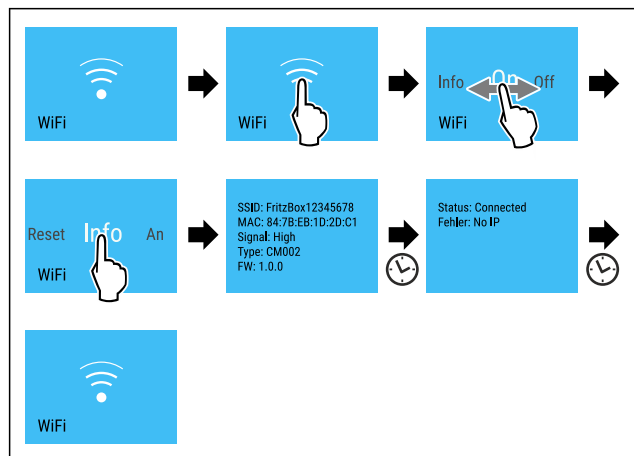 WiFi
WiFi
Info On Off
WiFi
Reset Info An
WiFi
SSID: FritzBox12345678
MAC: 84:7B:EB:1D:2D:C1
Signal: High
Type: CM002
FW: 1.0.0
Status: Connected
Fehler: No IP
WiFi